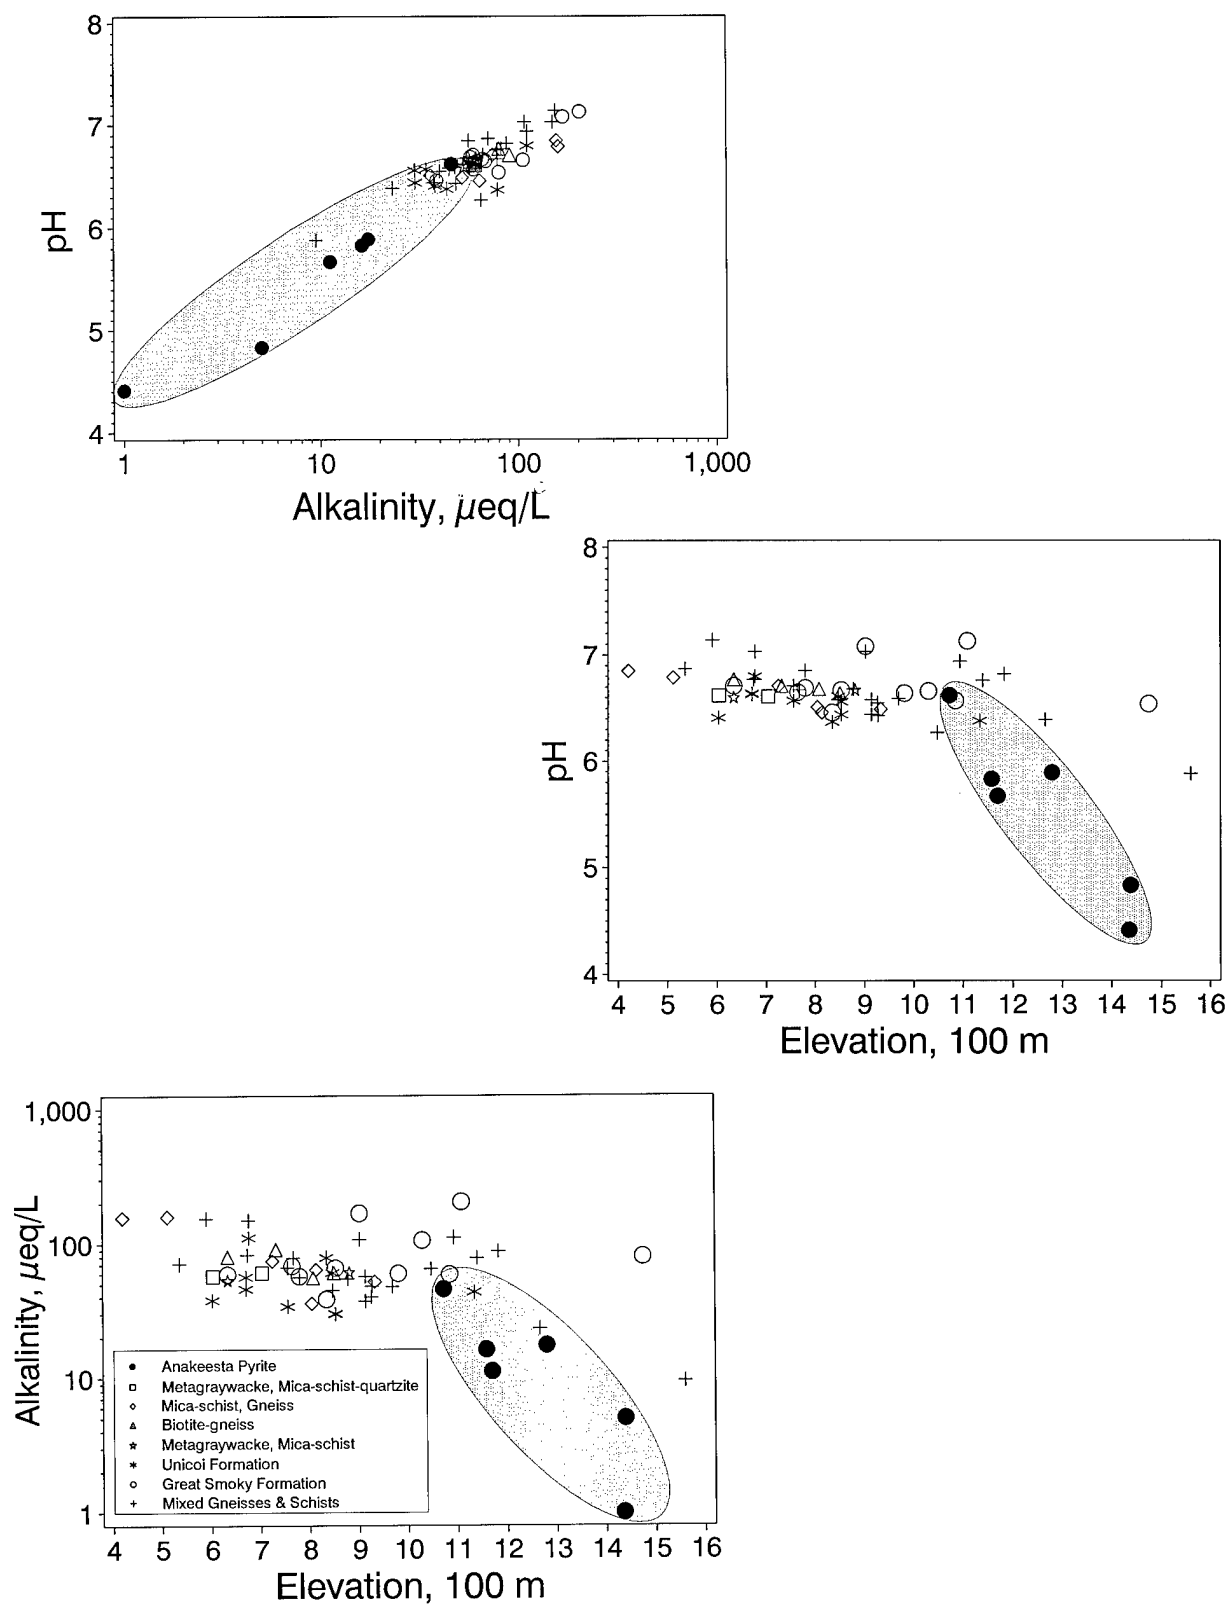 8
7
6
5
4
pH
1 10 100 1,000
Alkalinity, µeq/L
8
7
6
5
4
pH
4 5 6 7 8 9 10 11 12 13 14 15 16
Elevation, 100 m
1,000
100
10
1
Alkalinity, µeq/L
Anakeesta Pyrite
Metagraywacke, Mica-schist-quartzite
Mica-schist, Gneiss
Biotite-gneiss
Metagraywacke, Mica-schist
Unicoi Formation
Great Smoky Formation
Mixed Gneisses & Schists
4 5 6 7 8 9 10 11 12 13 14 15 16
Elevation, 100 m